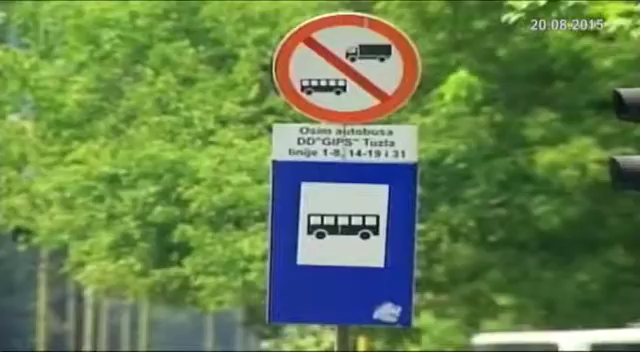 20.08.2015
Osim autobusa
DD"GIPS" Tuzla
linije 1-8, 14-19 i 31